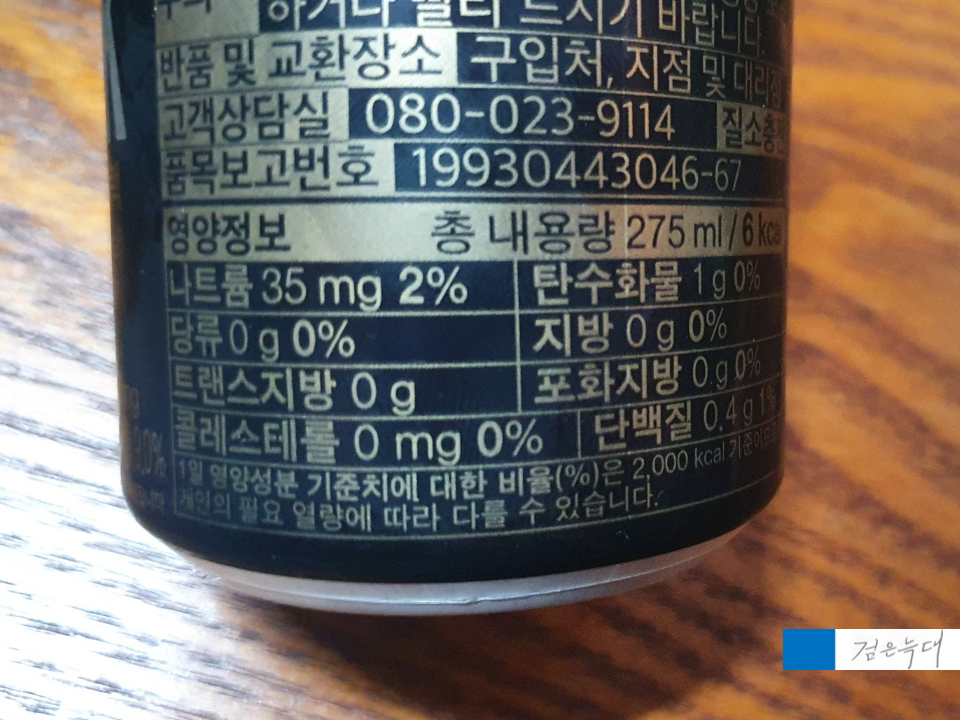 하거나 빨리 드시기 바랍니다.
반품 및 교환장소 구입처, 지점 및 대리점
고객상담실 080-023-9114 질소충전
품목보고번호 19930443046-67
영양정보 총 내용량 275 ml / 6 kcal
나트륨 35 mg 2% 탄수화물 1 g 0%
당류 0 g 0% 지방 0 g 0%
트랜스지방 0 g 포화지방 0 g 0%
콜레스테롤 0 mg 0% 단백질 0.4 g 1%
1일 영양성분 기준치에 대한 비율(%)은 2,000 kcal 기준이므로
개인의 필요 열량에 따라 다를 수 있습니다.
검은늑대